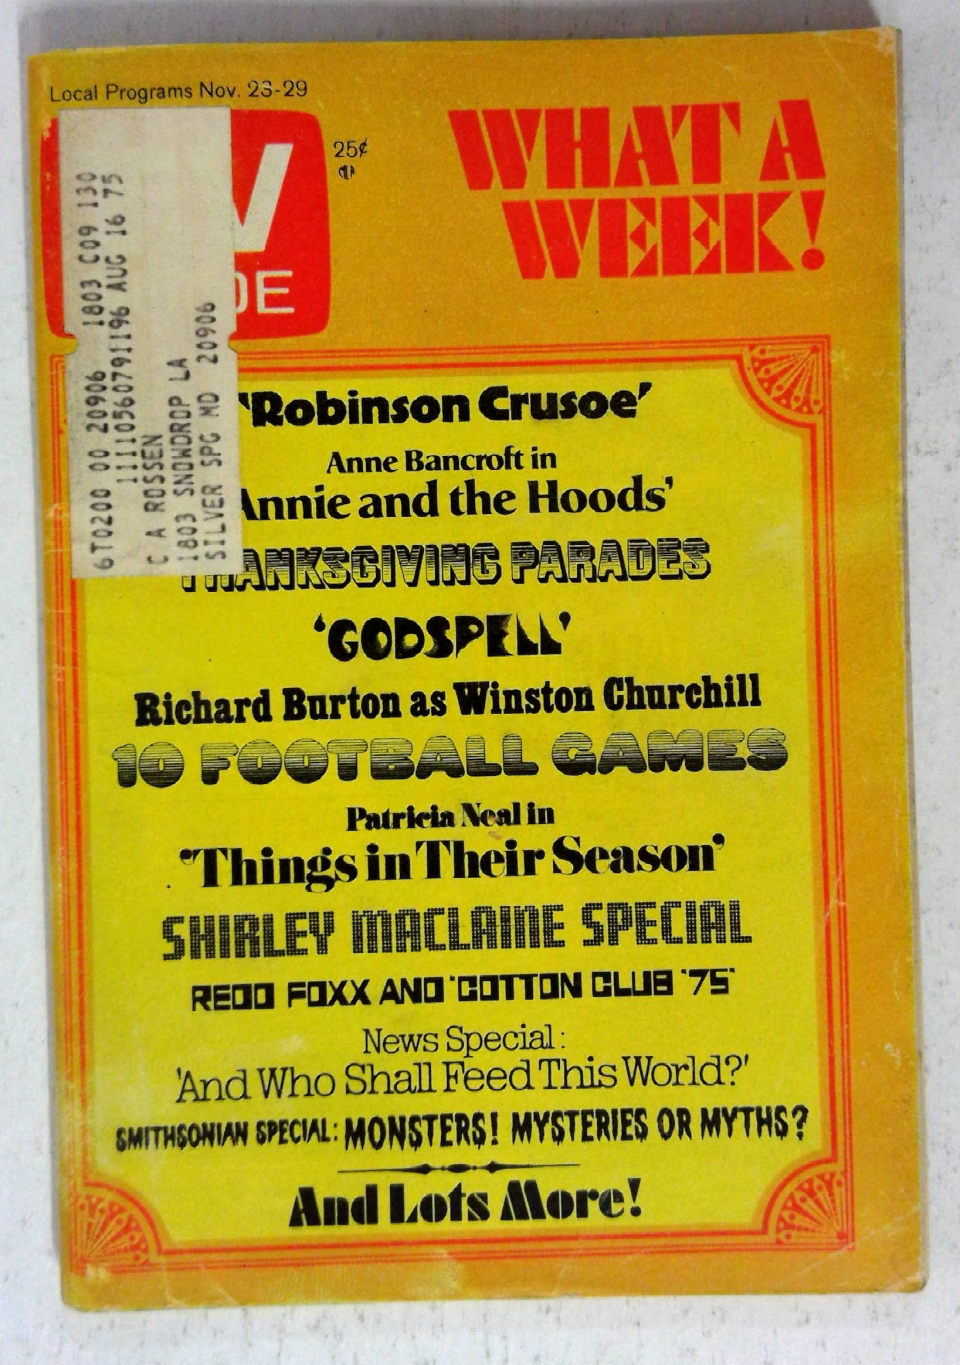 Local Programs Nov. 23-29
V
DE
25¢
WHAT A
WEEK!
6T0200 00 20906 1803 C09 130
1111056079 1196 AUG 16 75
C A ROSSEN
1803 SNOWDROP LA
SILVER SPG MD 20906
'Robinson Crusoe'
Anne Bancroft in
Annie and the Hoods'
THANKSGIVING PARADES
'GODSPELL'
Richard Burton as Winston Churchill
10 FOOTBALL GAMES
Patricia Neal in
'Things in Their Season'
SHIRLEY MACLAINE SPECIAL
REDD FOXX AND 'COTTON CLUB '75'
News Special:
'And Who Shall Feed This World?'
SMITHSONIAN SPECIAL: MONSTERS! MYSTERIES OR MYTHS?
And Lots More!